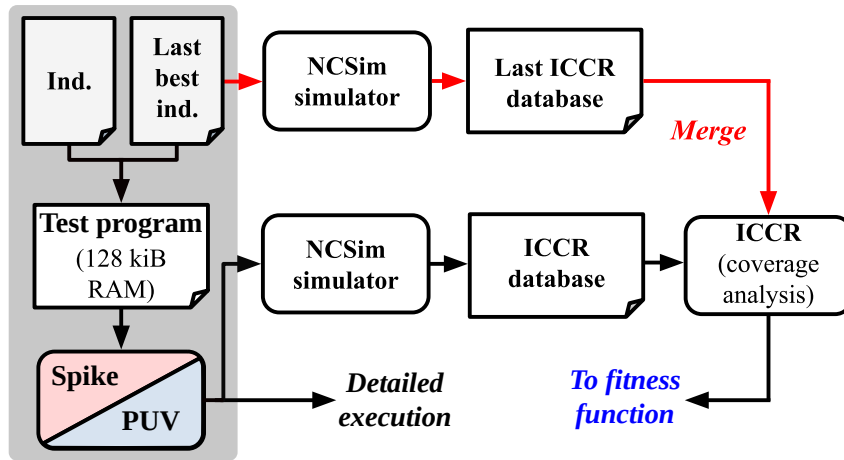 Ind.
Last
best
ind.
NCSim
simulator
Last ICCR
database
Merge
Test program
(128 kiB
RAM)
NCSim
simulator
ICCR
database
ICCR
(coverage
analysis)
Spike
PUV
Detailed
execution
To fitness
function